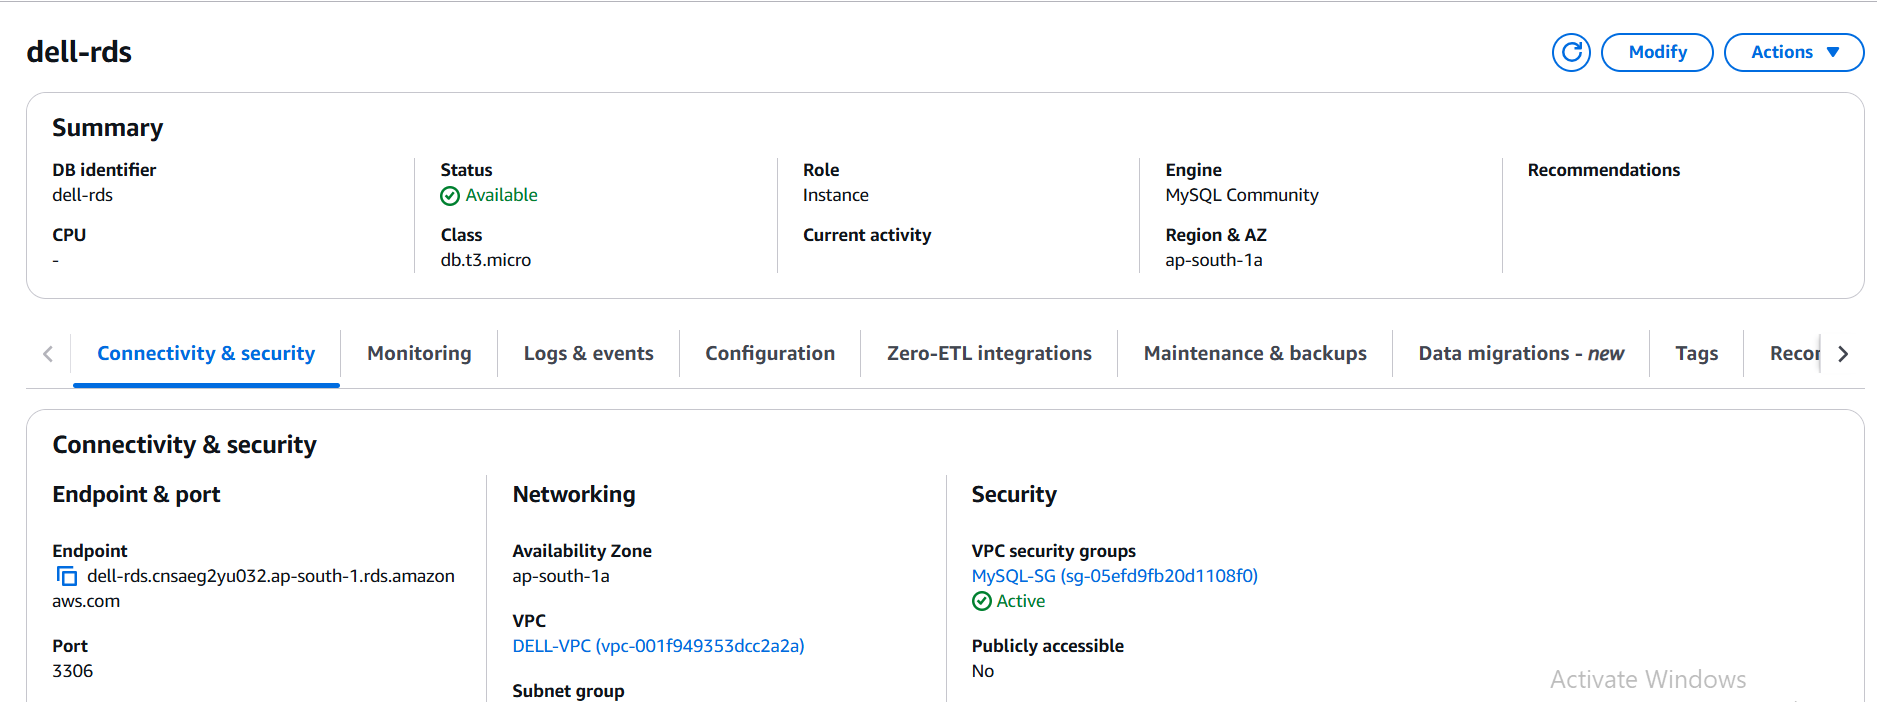 dell-rds
Modify
Actions
Summary
DB identifier
dell-rds
Status
Available
Role
Instance
Engine
MySQL Community
Recommendations
CPU
-
Class
db.t3.micro
Current activity
Region & AZ
ap-south-1a
Connectivity & security
Monitoring
Logs & events
Configuration
Zero-ETL integrations
Maintenance & backups
Data migrations - new
Tags
Recor
Connectivity & security
Endpoint & port
Endpoint
dell-rds.cnsaeg2yu032.ap-south-1.rds.amazon
aws.com
Port
3306
Networking
Availability Zone
ap-south-1a
VPC
DELL-VPC (vpc-001f949353dcc2a2a)
Subnet group
Security
VPC security groups
MySQL-SG (sg-05efd9fb20d1108f0)
Active
Publicly accessible
No
Activate Windows